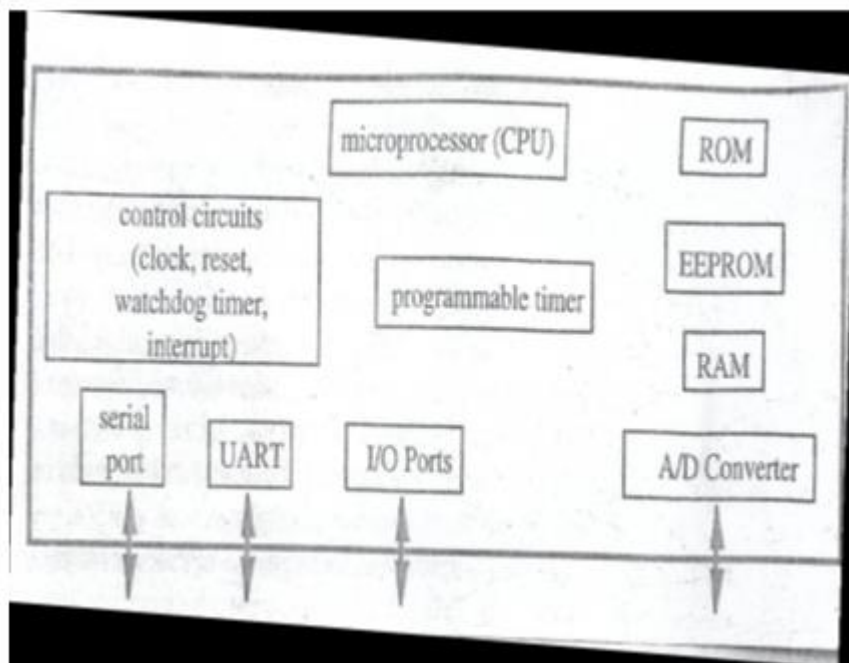 microprocessor (CPU)
ROM
control circuits
(clock, reset,
watchdog timer,
interrupt)
programmable timer
EEPROM
RAM
serial
port
UART
I/O Ports
A/D Converter